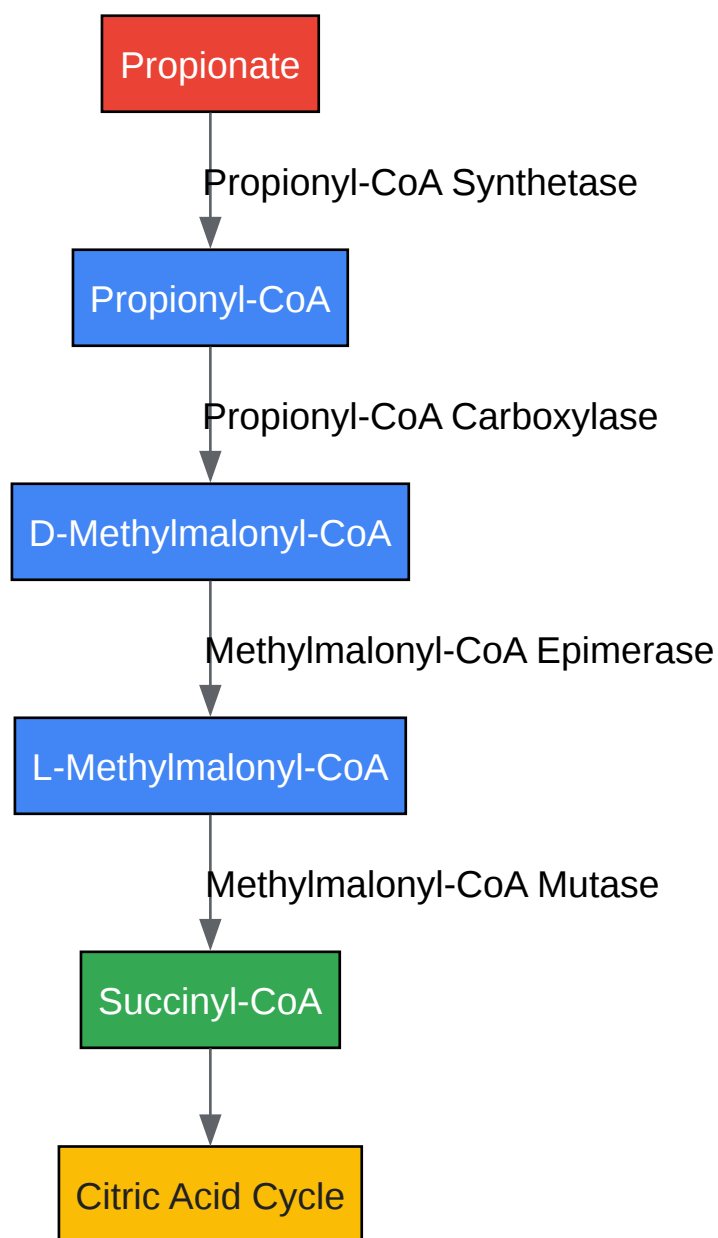 Propionate
Propionyl-CoA Synthetase
Propionyl-CoA
Propionyl-CoA Carboxylase
D-Methylmalonyl-CoA
Methylmalonyl-CoA Epimerase
L-Methylmalonyl-CoA
Methylmalonyl-CoA Mutase
Succinyl-CoA
Citric Acid Cycle